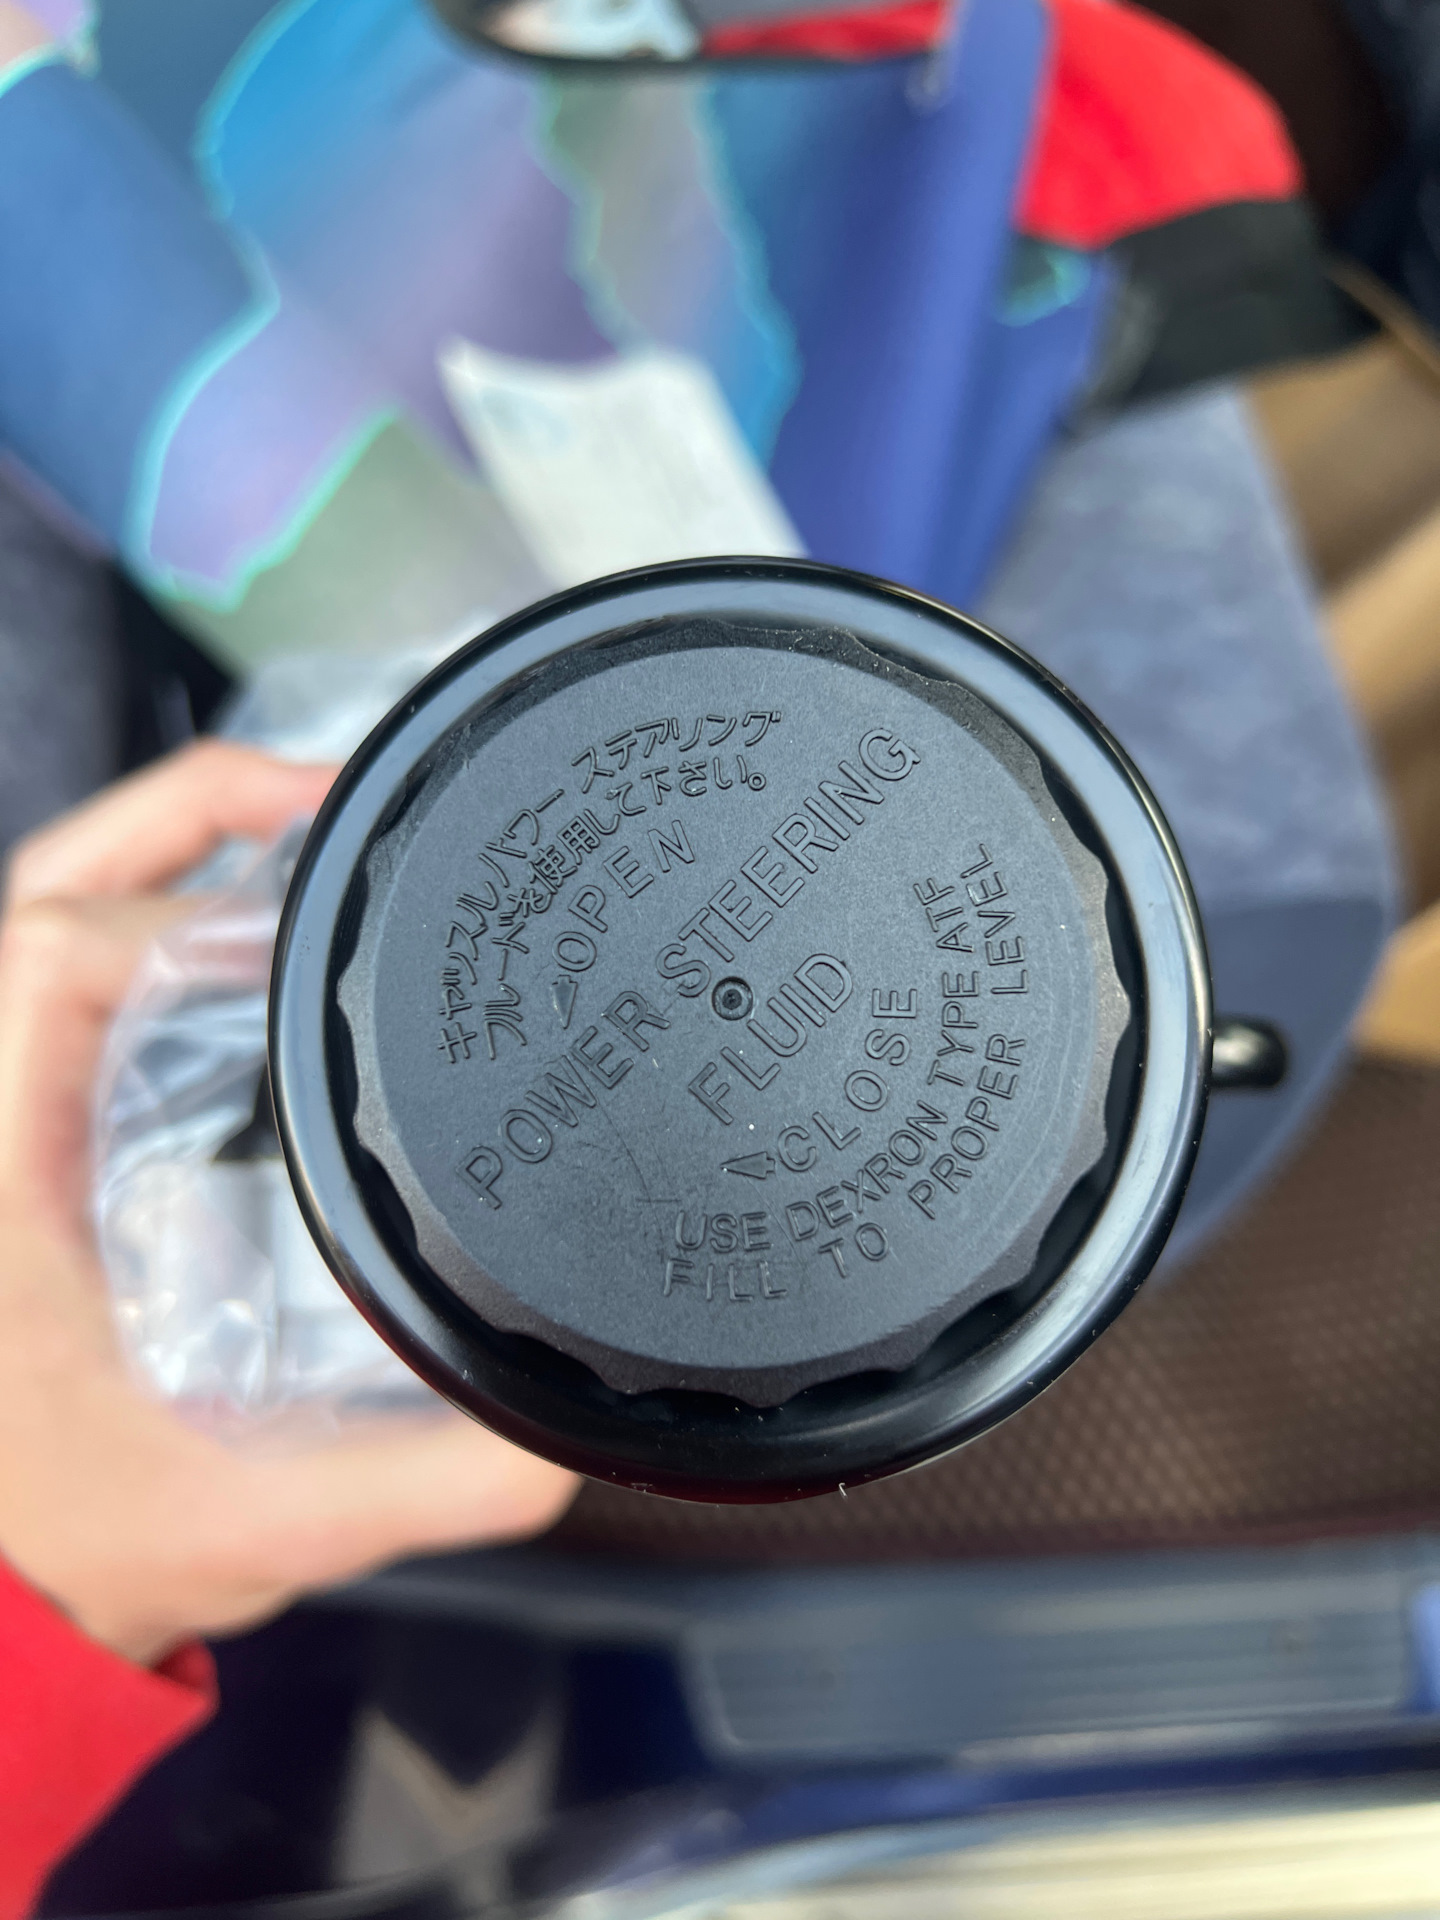 キャッスルパワーステアリング
フルードを使用して下さい。
OPEN
POWER STEERING
FLUID
CLOSE
USE DEXRON TYPE ATF
FILL TO PROPER LEVEL